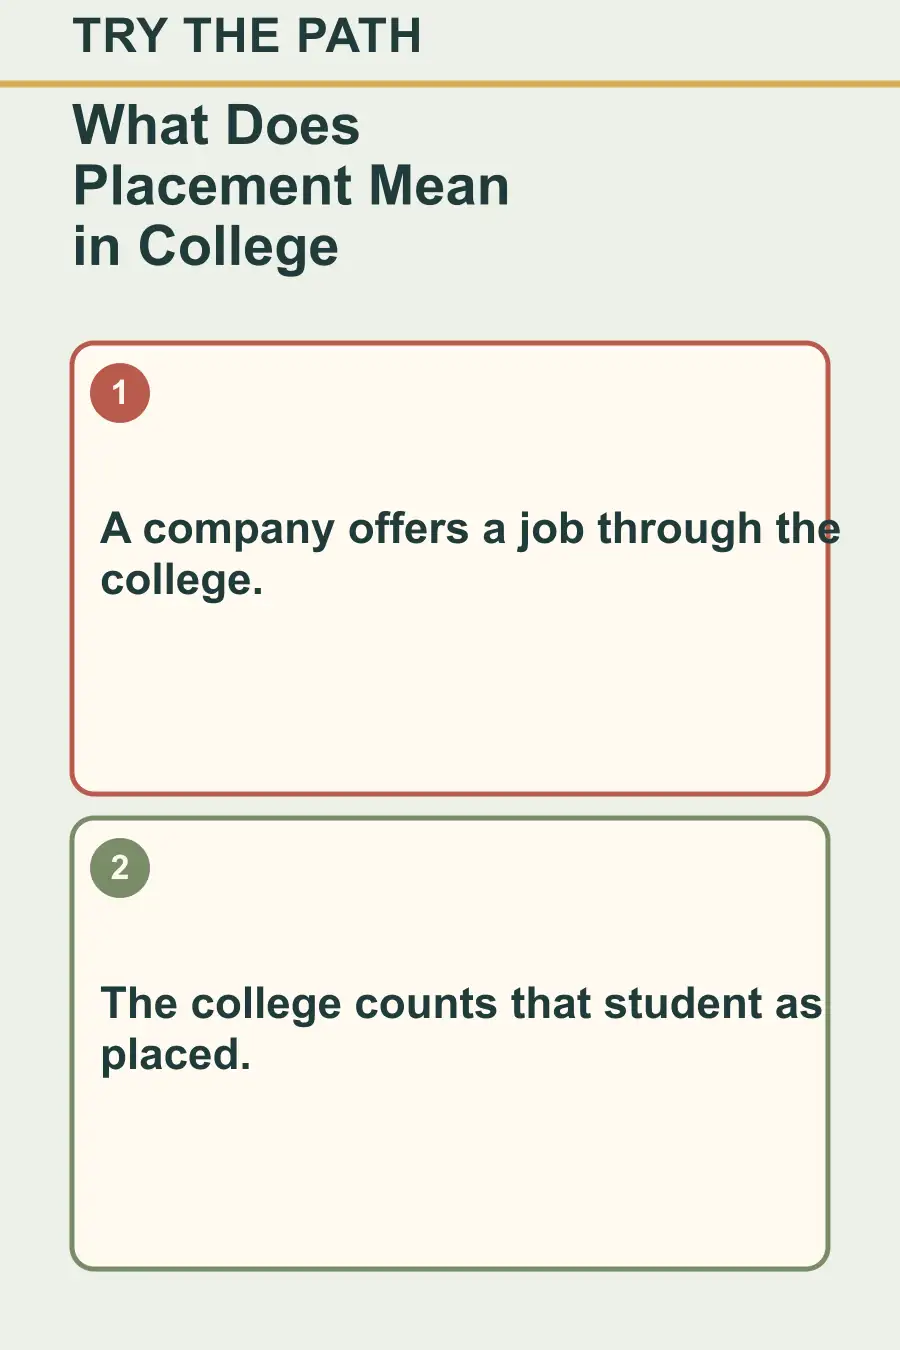 TRY THE PATH
What Does
Placement Mean
in College
1
A company offers a job through the
college.
2
The college counts that student as
placed.